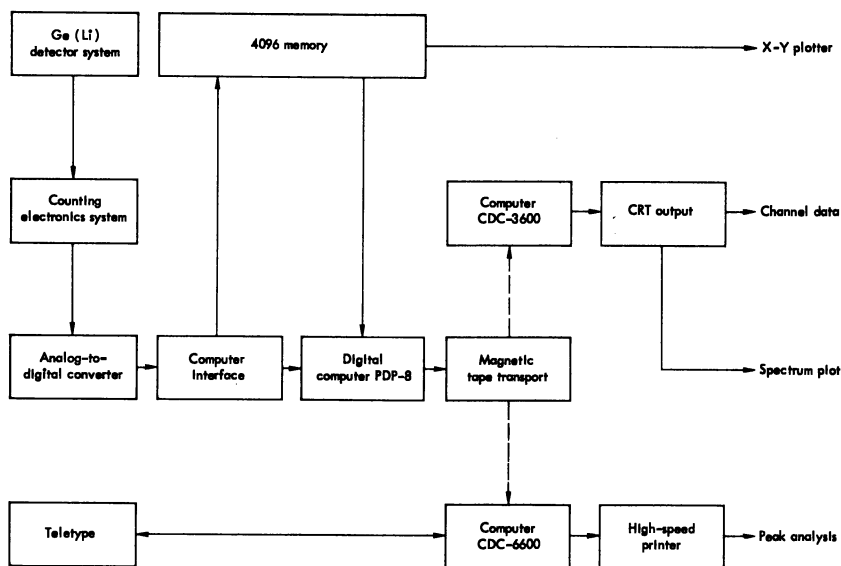 Ge (Li)
detector system
4096 memory
X-Y plotter
Counting
electronics system
Computer
CDC-3600
CRT output
Channel data
Analog-to-
digital converter
Computer
interface
Digital
computer PDP-8
Magnetic
tape transport
Spectrum plot
Teletype
Computer
CDC-6600
High-speed
printer
Peak analysis